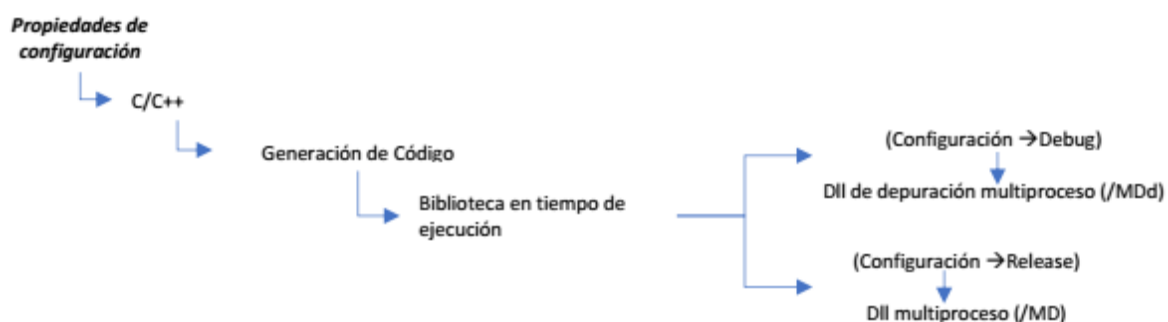 Propiedades de
configuración
C/C++
Generación de Código
Biblioteca en tiempo de
ejecución
(Configuración →Debug)
Dll de depuración multiproceso (/MDd)
(Configuración →Release)
Dll multiproceso (/MD)